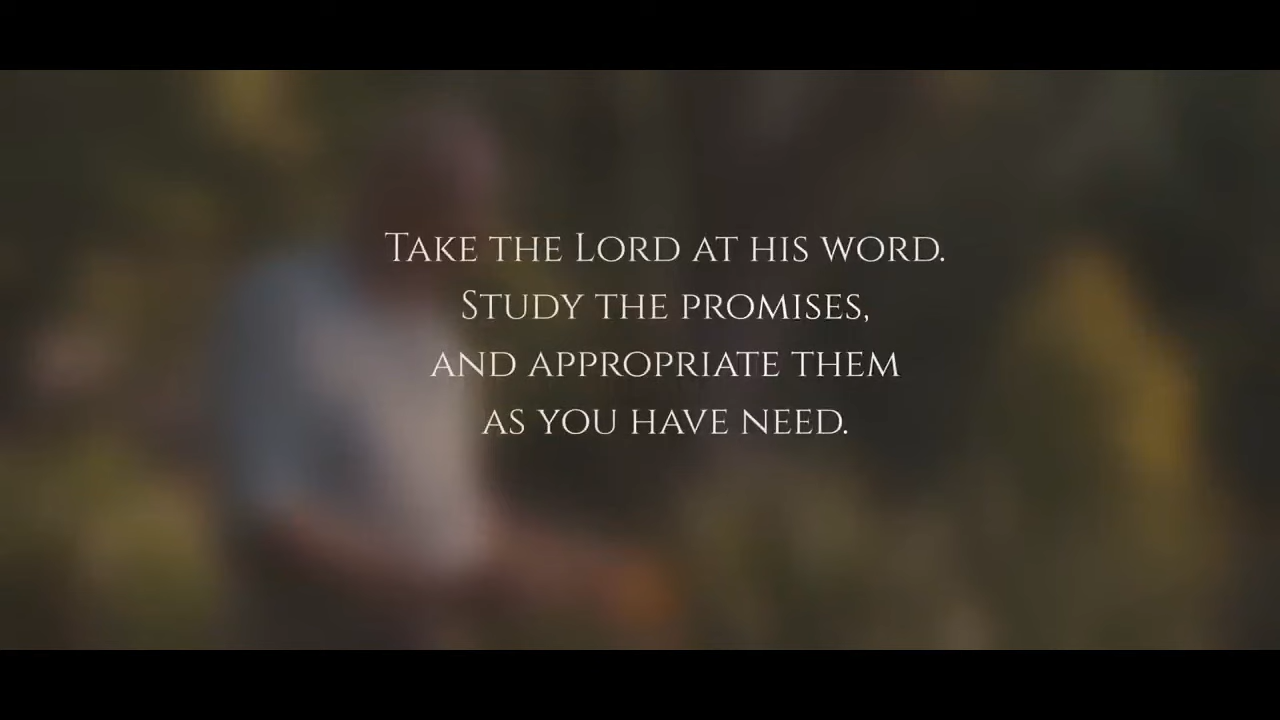 Take the Lord at His word.
Study the promises,
and appropriate them
as you have need.